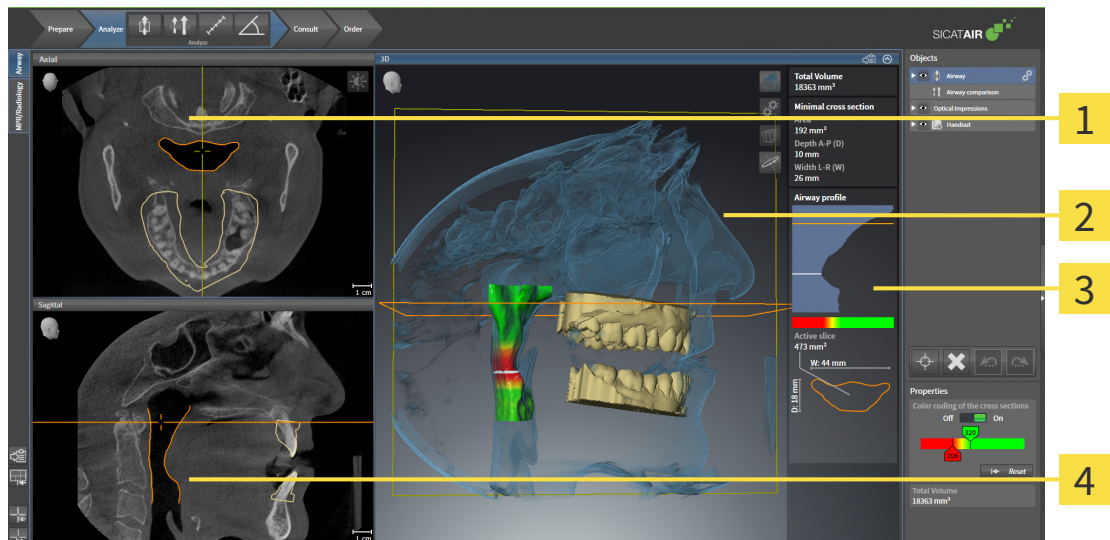 Prepare
Analyze
Analyze
Consult
Order
SICATAIR
Airway
MPR/Radiology
Axial
1 cm
Sagittal
1 cm
3D
Total Volume
18363 mm³
Minimal cross section
Area
192 mm²
Depth A-P (D)
10 mm
Width L-R (W)
26 mm
Airway profile
Active slice
473 mm²
W: 44 mm
D: 18 mm
Objects
Airway
Airway comparison
Optical Impressions
Handout
Properties
Color coding of the cross sections
Off
On
320
206
Reset
Total Volume
18363 mm³
1
2
3
4